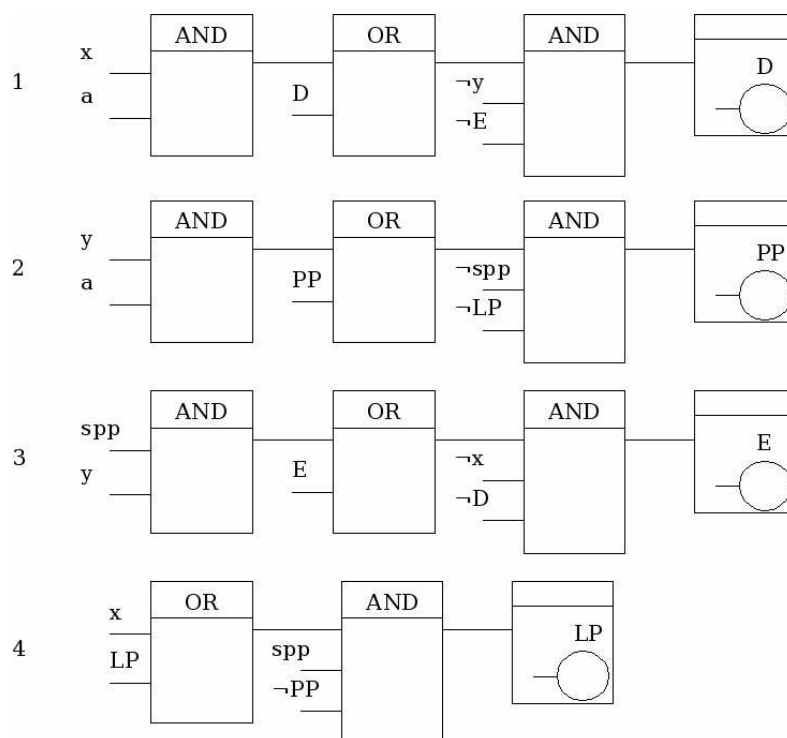 AND OR AND
x
1 D D
a ¬y
¬E
AND OR AND
y
2 PP PP
a ¬spp
¬LP
AND OR AND
spp
3 E E
y ¬x
¬D
OR AND
x
4 LP LP
spp
¬PP